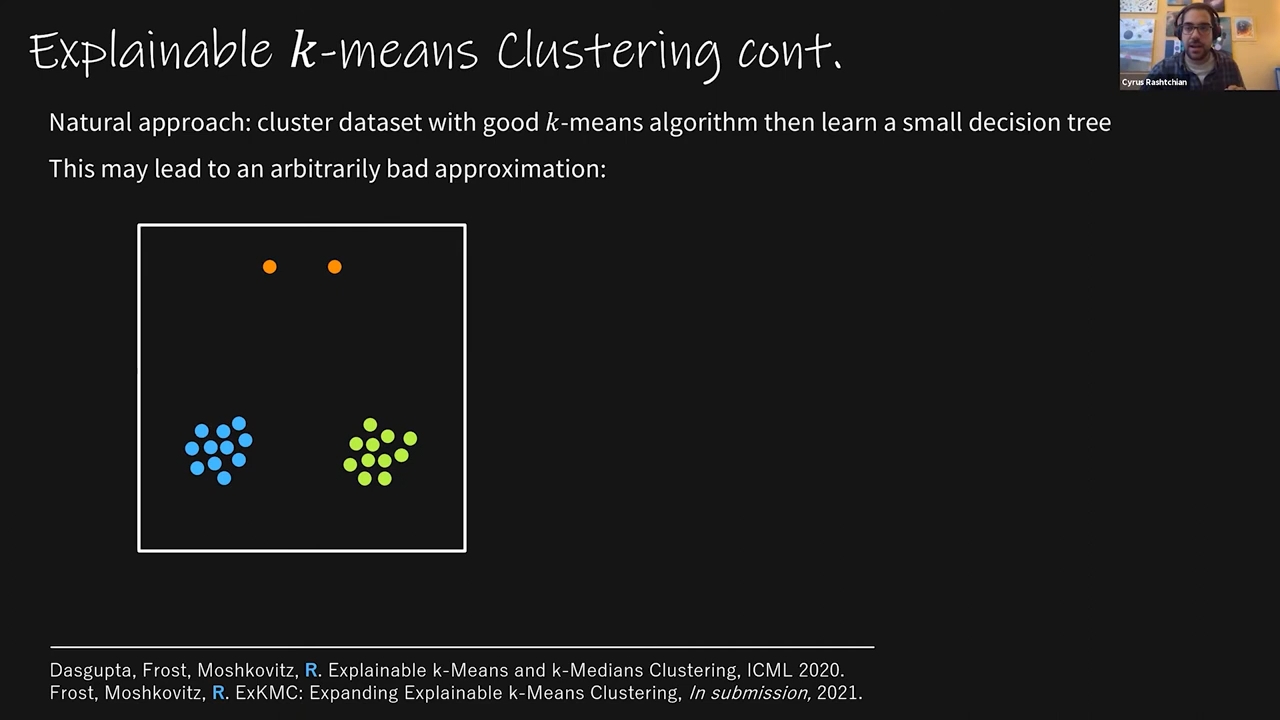 Explainable k-means Clustering cont.
Cyrus Rashtchian
Natural approach: cluster dataset with good k-means algorithm then learn a small decision tree
This may lead to an arbitrarily bad approximation:
Dasgupta, Frost, Moshkovitz, R. Explainable k-Means and k-Medians Clustering, ICML 2020.
Frost, Moshkovitz, R. ExKMC: Expanding Explainable k-Means Clustering, In submission, 2021.